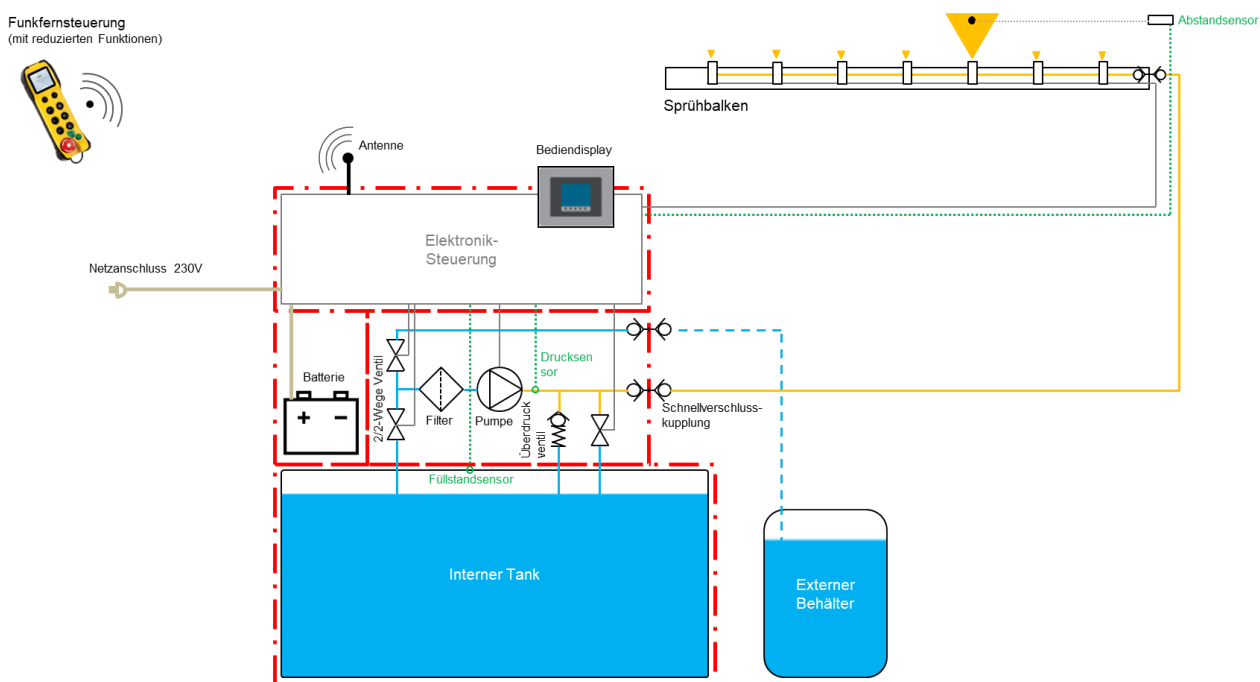 Funkfernsteuerung
(mit reduzierten Funktionen)
Abstandsensor
Sprühbalken
Antenne
Bediendisplay
Elektronik-
Steuerung
Netzanschluss 230V
Batterie
2/2-Wege Ventil
Filter
Pumpe
Drucksen
sor
Überdruck
ventil
Schnellverschluss-
kupplung
Füllstandsensor
Interner Tank
Externer
Behälter